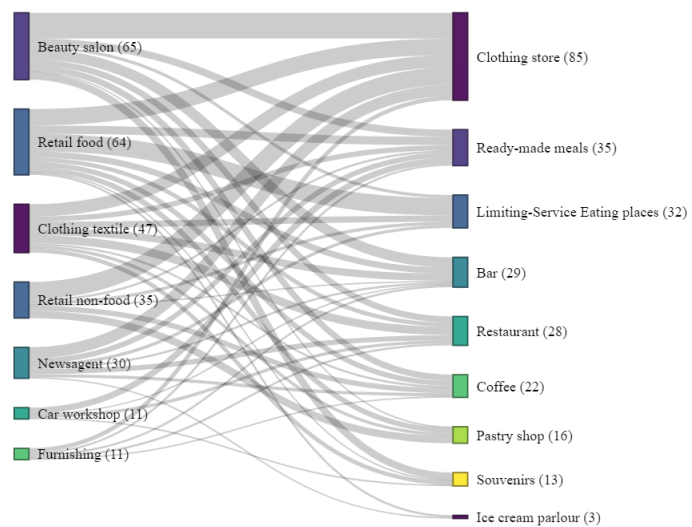 Beauty salon (65)
Retail food (64)
Clothing textile (47)
Retail non-food (35)
Newsagent (30)
Car workshop (11)
Furnishing (11)
Clothing store (85)
Ready-made meals (35)
Limiting-Service Eating places (32)
Bar (29)
Restaurant (28)
Coffee (22)
Pastry shop (16)
Souvenirs (13)
Ice cream parlour (3)